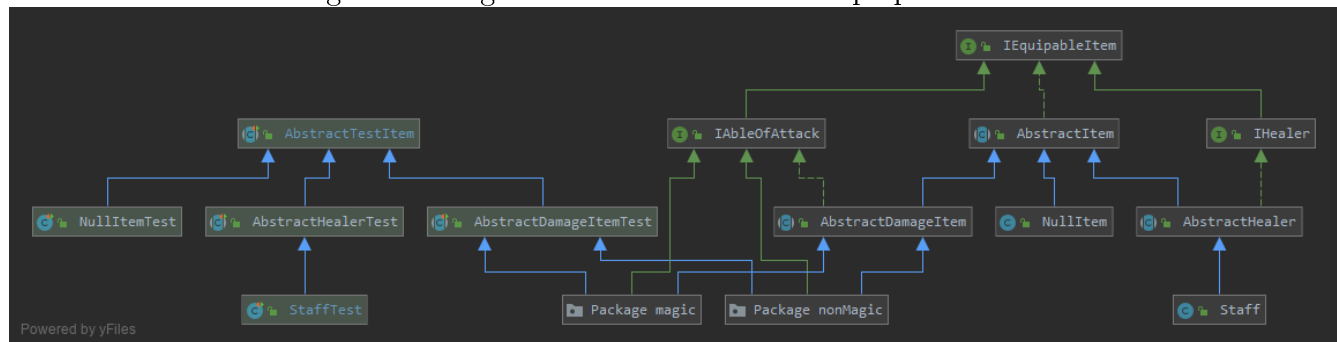 IEquipableItem
AbstractTestItem
IAbleOfAttack
AbstractItem
IHealer
NullItemTest
AbstractHealerTest
AbstractDamageItemTest
AbstractDamageItem
NullItem
AbstractHealer
StaffTest
Package magic
Package nonMagic
Staff
Powered by yFiles